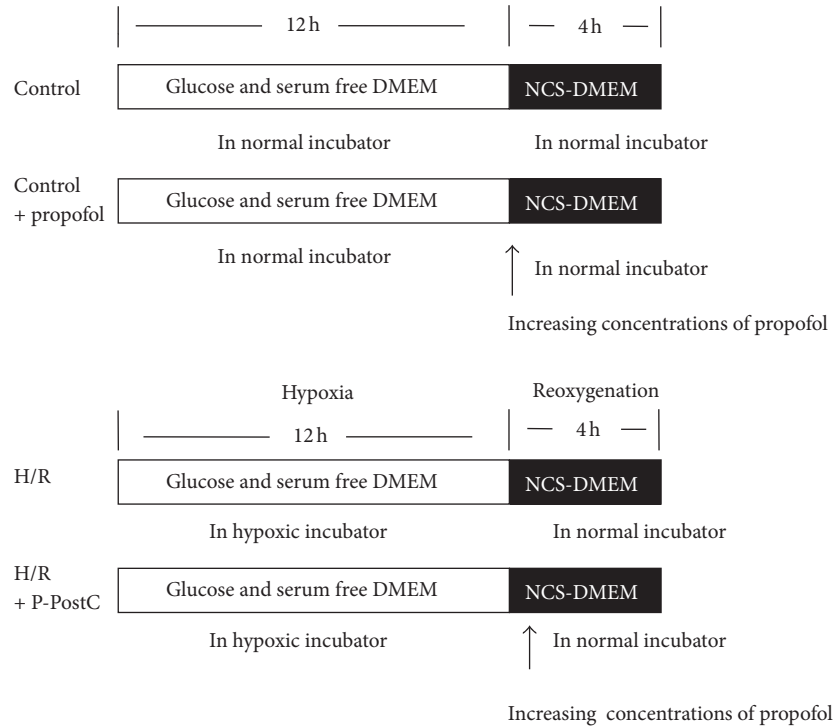 12 h 4 h
Control Glucose and serum free DMEM NCS-DMEM
In normal incubator In normal incubator
Control
+ propofol Glucose and serum free DMEM NCS-DMEM
In normal incubator In normal incubator
Increasing concentrations of propofol
Hypoxia Reoxygenation
12 h 4 h
H/R Glucose and serum free DMEM NCS-DMEM
In hypoxic incubator In normal incubator
H/R
+ P-PostC Glucose and serum free DMEM NCS-DMEM
In hypoxic incubator In normal incubator
Increasing concentrations of propofol